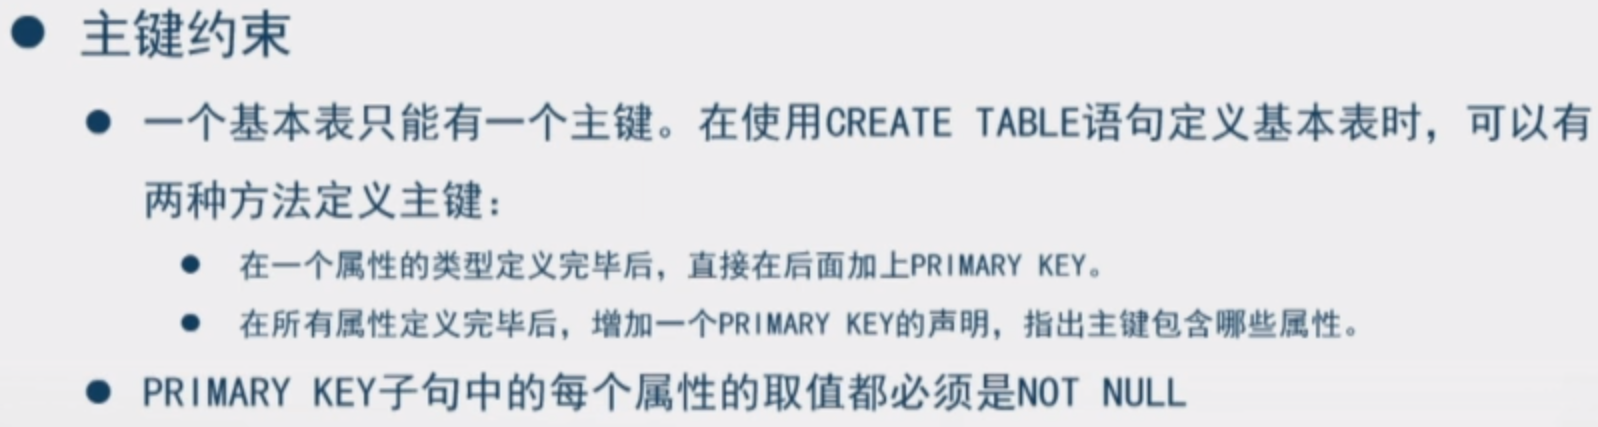 ● 主键约束
● 一个基本表只能有一个主键。在使用CREATE TABLE语句定义基本表时，可以有
两种方法定义主键：
● 在一个属性的类型定义完毕后，直接在后面加上PRIMARY KEY。
● 在所有属性定义完毕后，增加一个PRIMARY KEY的声明，指出主键包含哪些属性。
● PRIMARY KEY子句中的每个属性的取值都必须是NOT NULL